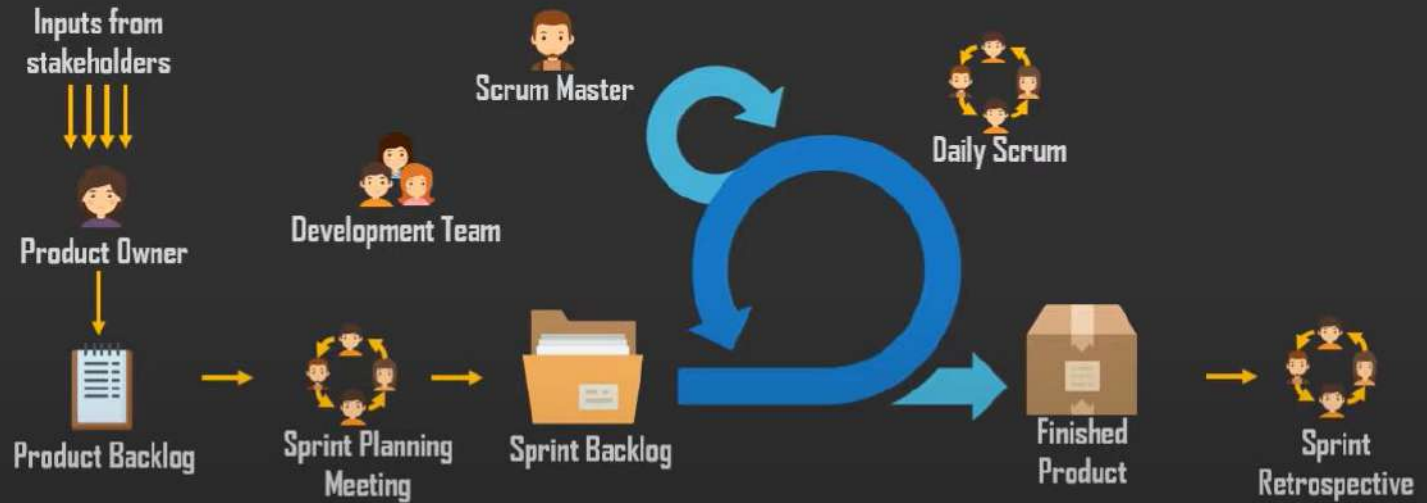 Inputs from
stakeholders
Scrum Master
Daily Scrum
Development Team
Product Owner
Product Backlog
Sprint Planning
Meeting
Sprint Backlog
Finished
Product
Sprint
Retrospective